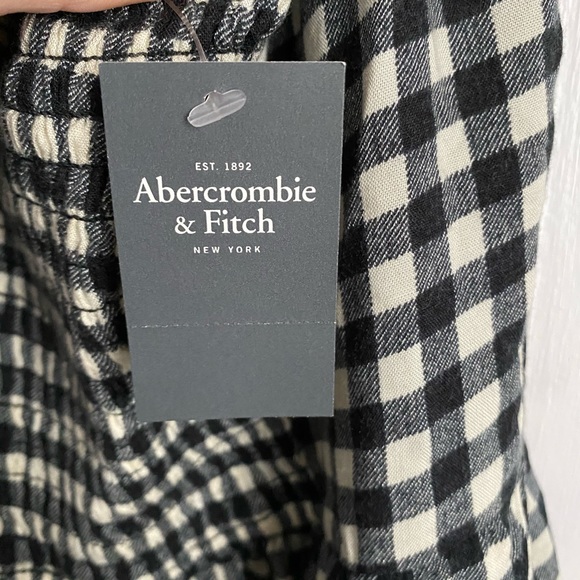 EST. 1892
Abercrombie
& Fitch
NEW YORK